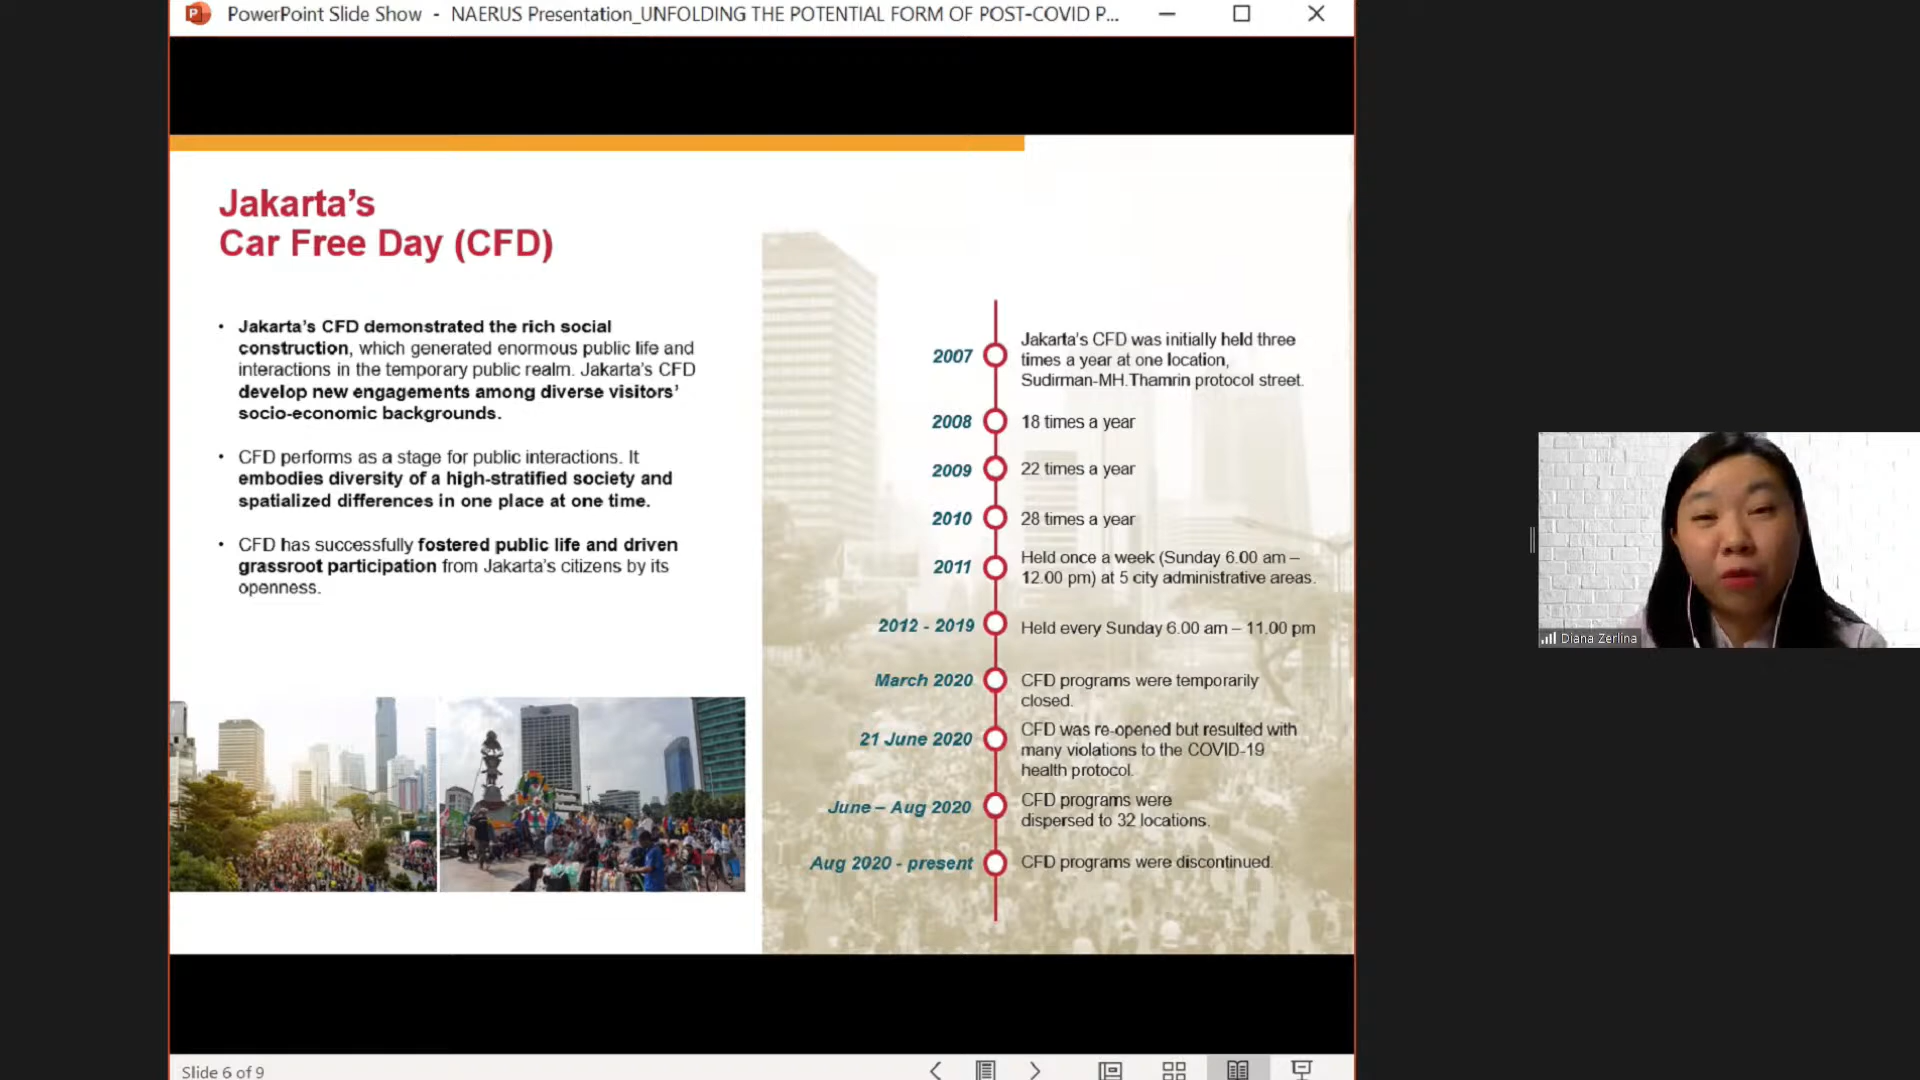 PowerPoint Slide Show - NAERUS Presentation_UNFOLDING THE POTENTIAL FORM OF POST-COVID P...
Jakarta's
Car Free Day (CFD)
• Jakarta's CFD demonstrated the rich social
construction, which generated enormous public life and
interactions in the temporary public realm. Jakarta's CFD
develop new engagements among diverse visitors'
socio-economic backgrounds.
• CFD performs as a stage for public interactions. It
embodies diversity of a high-stratified society and
spatialized differences in one place at one time.
• CFD has successfully fostered public life and driven
grassroot participation from Jakarta's citizens by its
openness.
2007
Jakarta's CFD was initially held three
times a year at one location,
Sudirman-MH.Thamrin protocol street.
2008 18 times a year
2009 22 times a year
2010 28 times a year
2011
Held once a week (Sunday 6.00 am –
12.00 pm) at 5 city administrative areas.
2012 - 2019 Held every Sunday 6.00 am – 11.00 pm
March 2020 CFD programs were temporarily
closed.
21 June 2020
CFD was re-opened but resulted with
many violations to the COVID-19
health protocol.
June – Aug 2020
CFD programs were
dispersed to 32 locations.
Aug 2020 - present CFD programs were discontinued.
Diana Zerlina
Slide 6 of 9